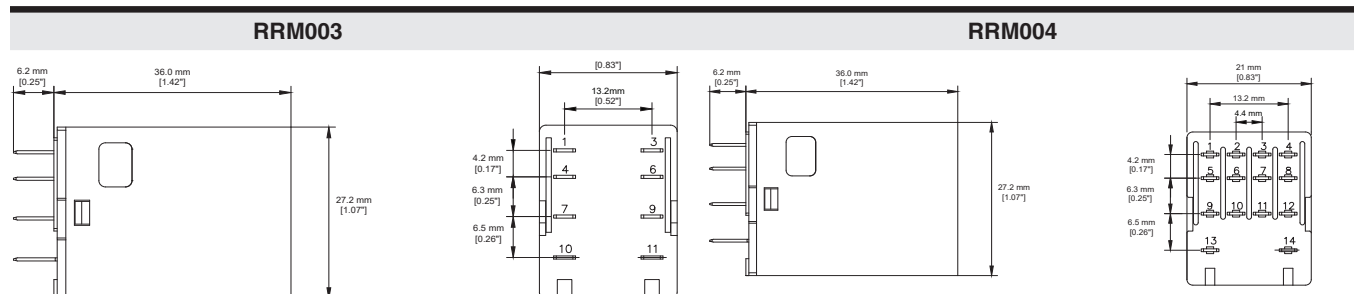 RRM003
RRM004
6.2 mm
[0.25"]
36.0 mm
[1.42"]
27.2 mm
[1.07"]
[0.83"]
13.2mm
[0.52"]
4.2 mm
[0.17"]
6.3 mm
[0.25"]
6.5 mm
[0.26"]
1 3
4 6
7 9
10 11
6.2 mm
[0.25"]
36.0 mm
[1.42"]
27.2 mm
[1.07"]
21 mm
[0.83"]
13.2 mm
4.4 mm
4.2 mm
[0.17"]
6.3 mm
[0.25"]
6.5 mm
[0.26"]
1 2 3 4
5 6 7 8
9 10 11 12
13 14